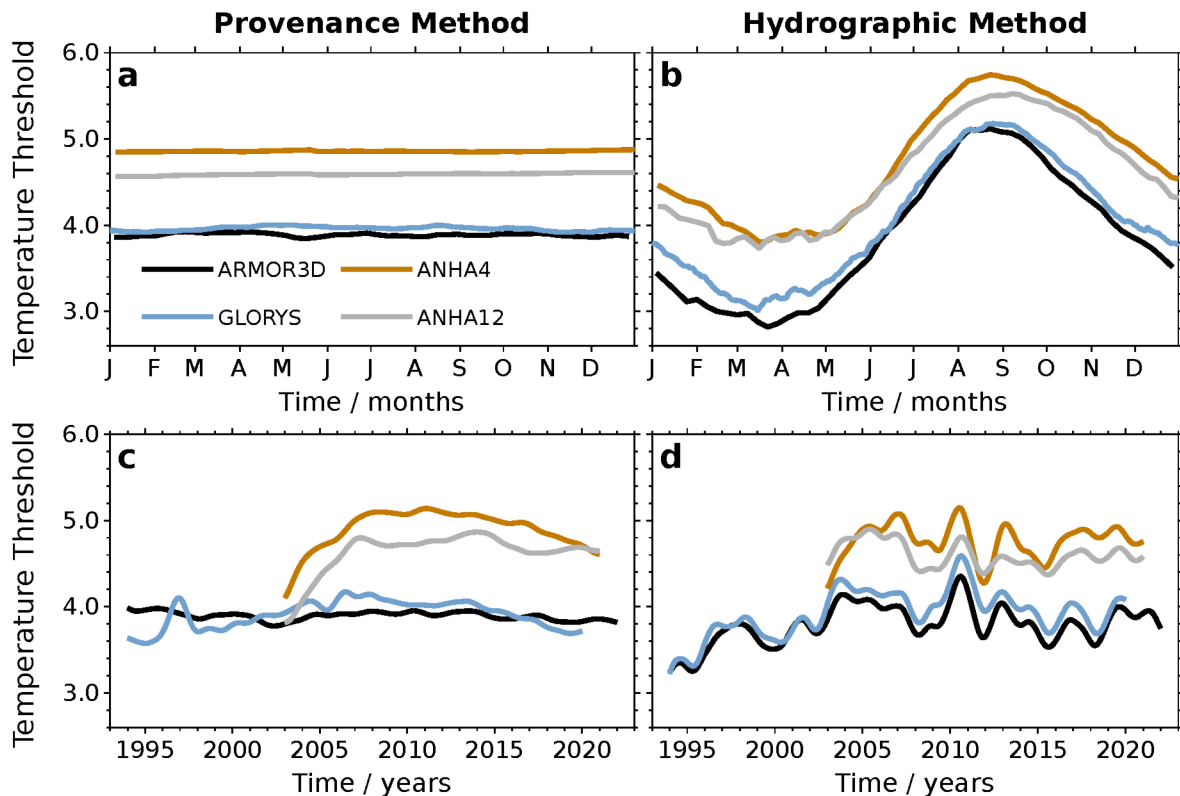 Provenance Method
Hydrographic Method
Temperature Threshold
6.0
5.0
4.0
3.0
a
ARMOR3D
ANHA4
GLORYS
ANHA12
J F M A M J J A S O N D
Time / months
b
J F M A M J J A S O N D
Time / months
Temperature Threshold
6.0
5.0
4.0
3.0
c
1995 2000 2005 2010 2015 2020
Time / years
d
1995 2000 2005 2010 2015 2020
Time / years